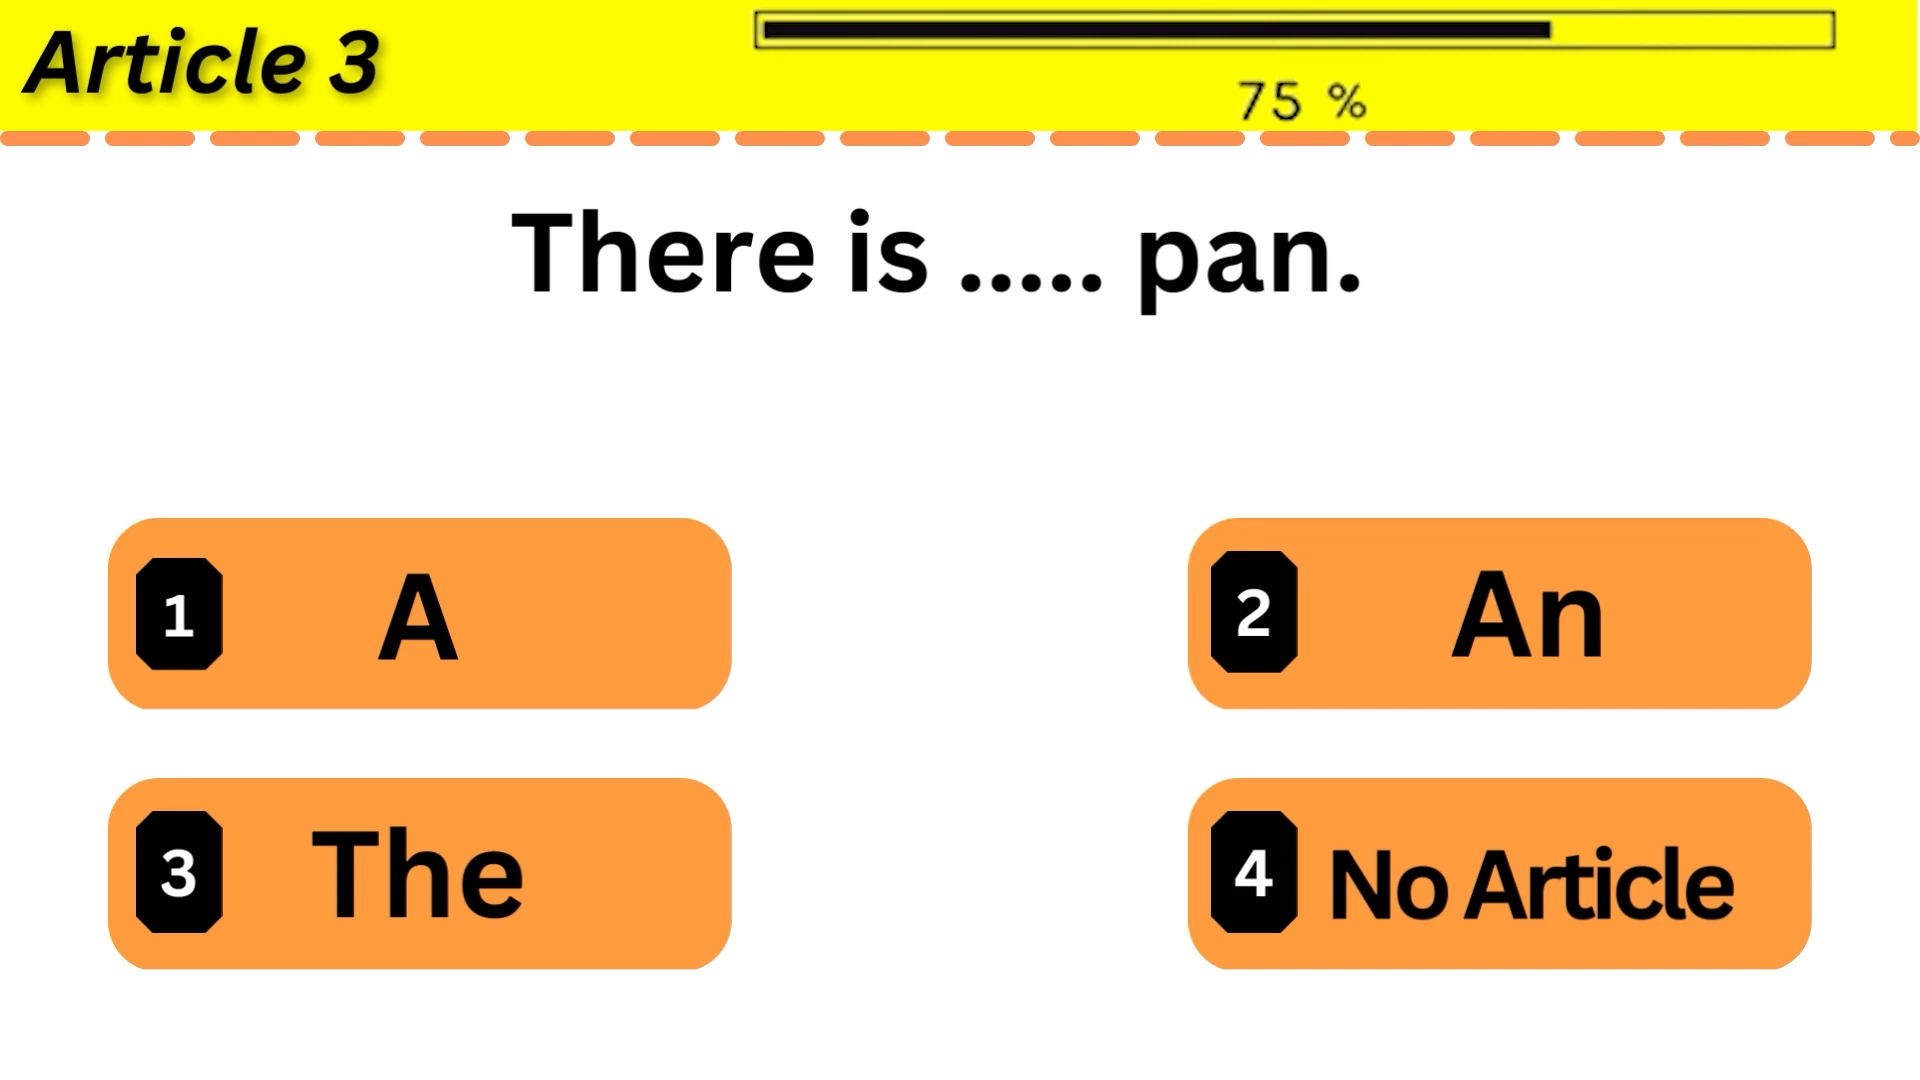 Article 3
75 %
There is ..... pan.
1 A
2 An
3 The
4 No Article